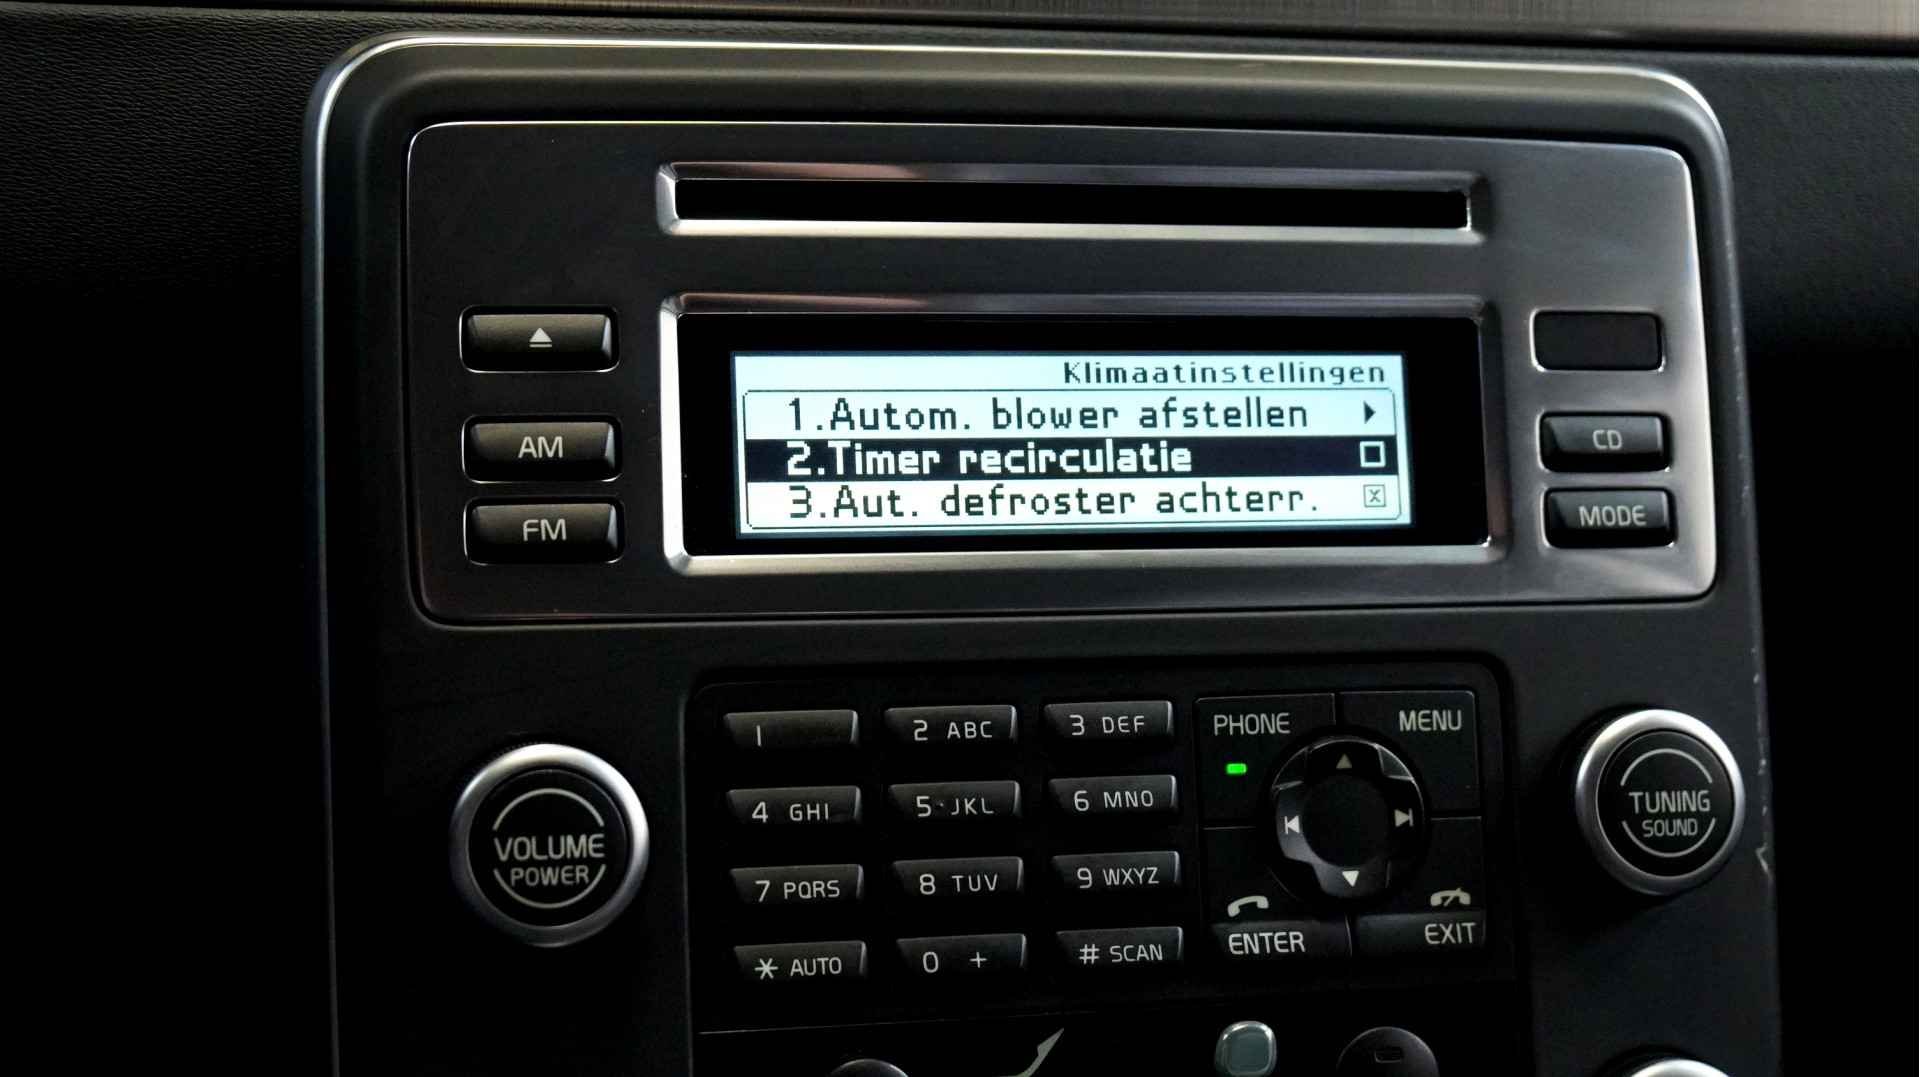 Klimaatinstellingen
1.Autom. blower afstellen
2.Timer recirculatie
3.Aut. defroster achterr.
AM
FM
CD
MODE
1
2 ABC
3 DEF
4 GHI
5 JKL
6 MNO
7 PQRS
8 TUV
9 WXYZ
* AUTO
0 +
# SCAN
PHONE
MENU
ENTER
EXIT
VOLUME
POWER
TUNING
SOUND